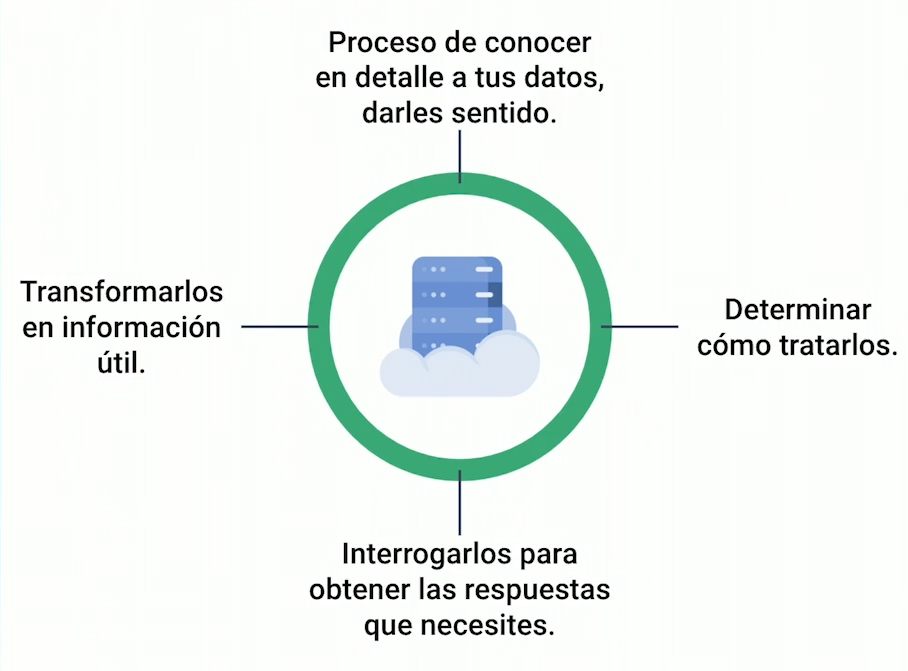 Proceso de conocer
en detalle a tus datos,
darles sentido.
Transformarlos
en información
útil.
Determinar
cómo tratarlos.
Interrogarlos para
obtener las respuestas
que necesites.